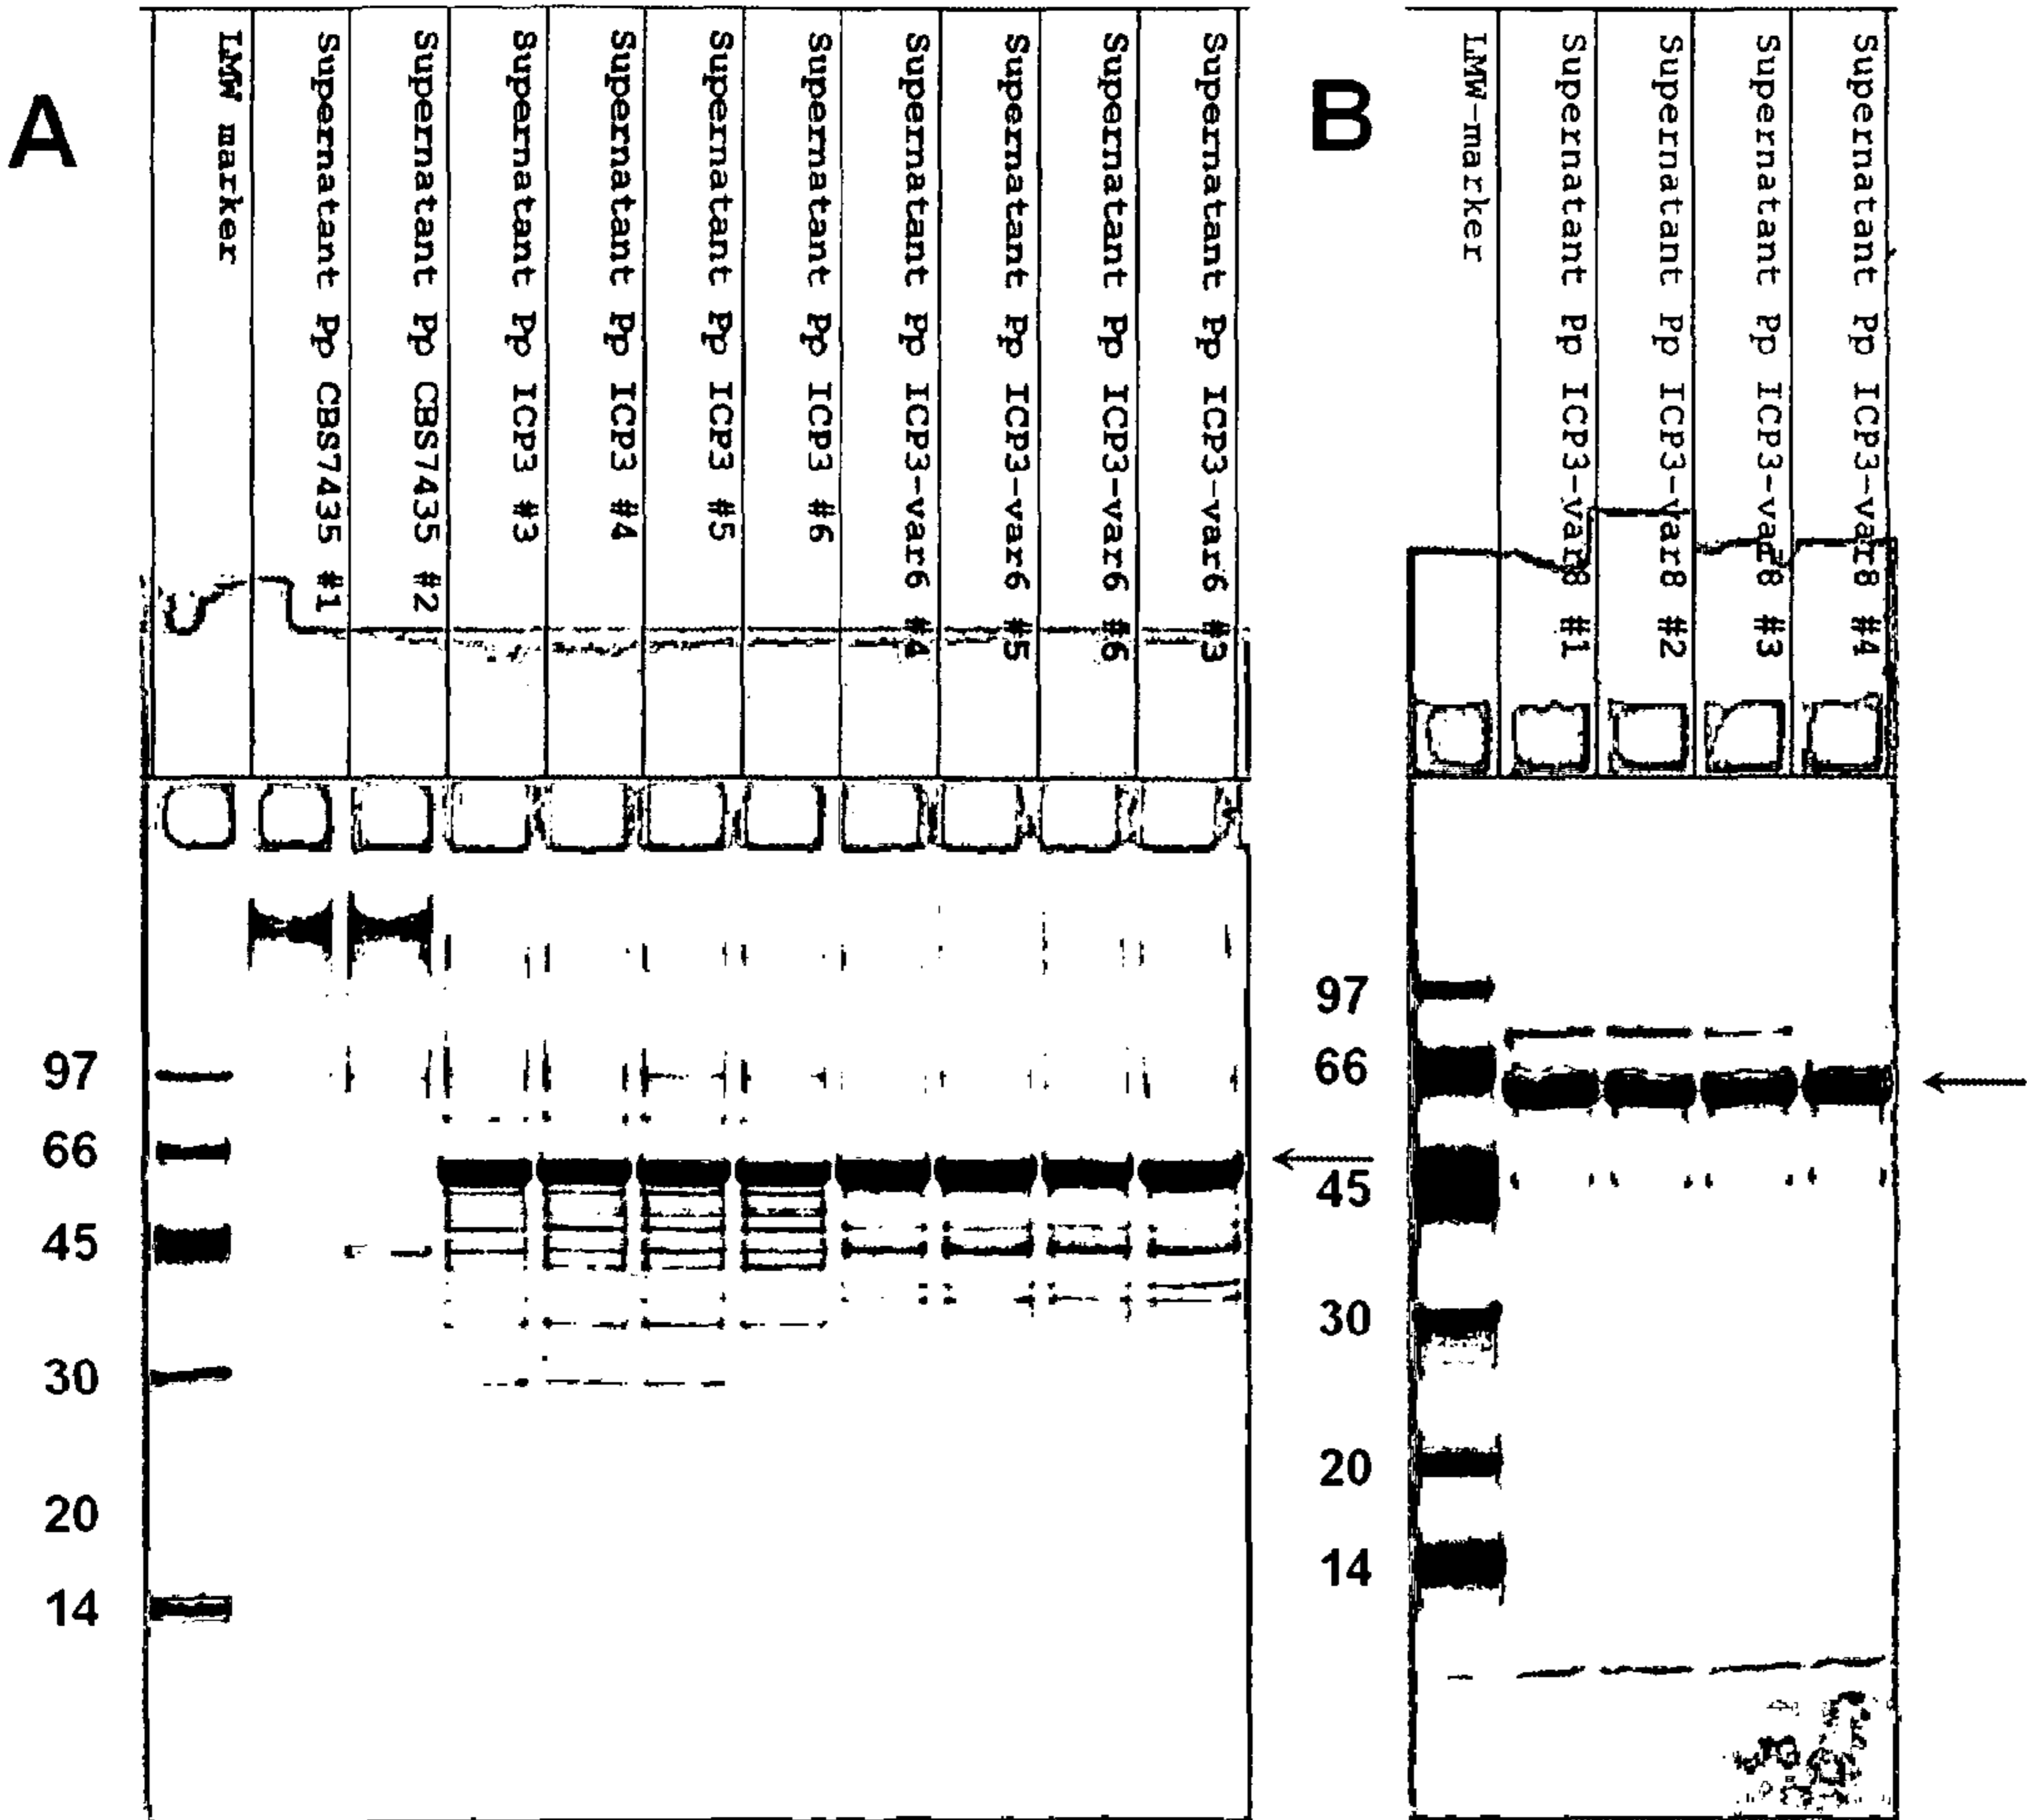 A
LMW marker
Supernatant Pp CBS7435 #1
Supernatant Pp CBS7435 #2
Supernatant Pp ICP3 #3
Supernatant Pp ICP3 #4
Supernatant Pp ICP3 #5
Supernatant Pp ICP3 #6
Supernatant Pp ICP3-var6 #4
Supernatant Pp ICP3-var6 #5
Supernatant Pp ICP3-var6 #6
Supernatant Pp ICP3-var6 #3
97
66
45
30
20
14
B
LMW-marker
Supernatant Pp ICP3-var8 #1
Supernatant Pp ICP3-var8 #2
Supernatant Pp ICP3-var8 #3
Supernatant Pp ICP3-var8 #4
97
66
45
30
20
14